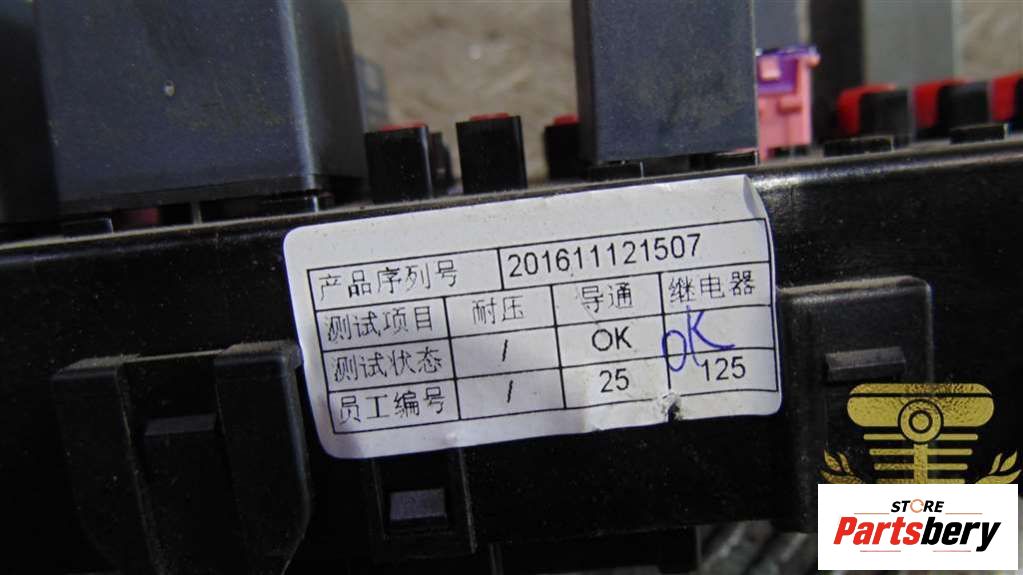 产品序列号 201611121507
测试项目 耐压 导通 继电器
测试状态 / OK OK
员工编号 / 25 125
STORE
Partsbery